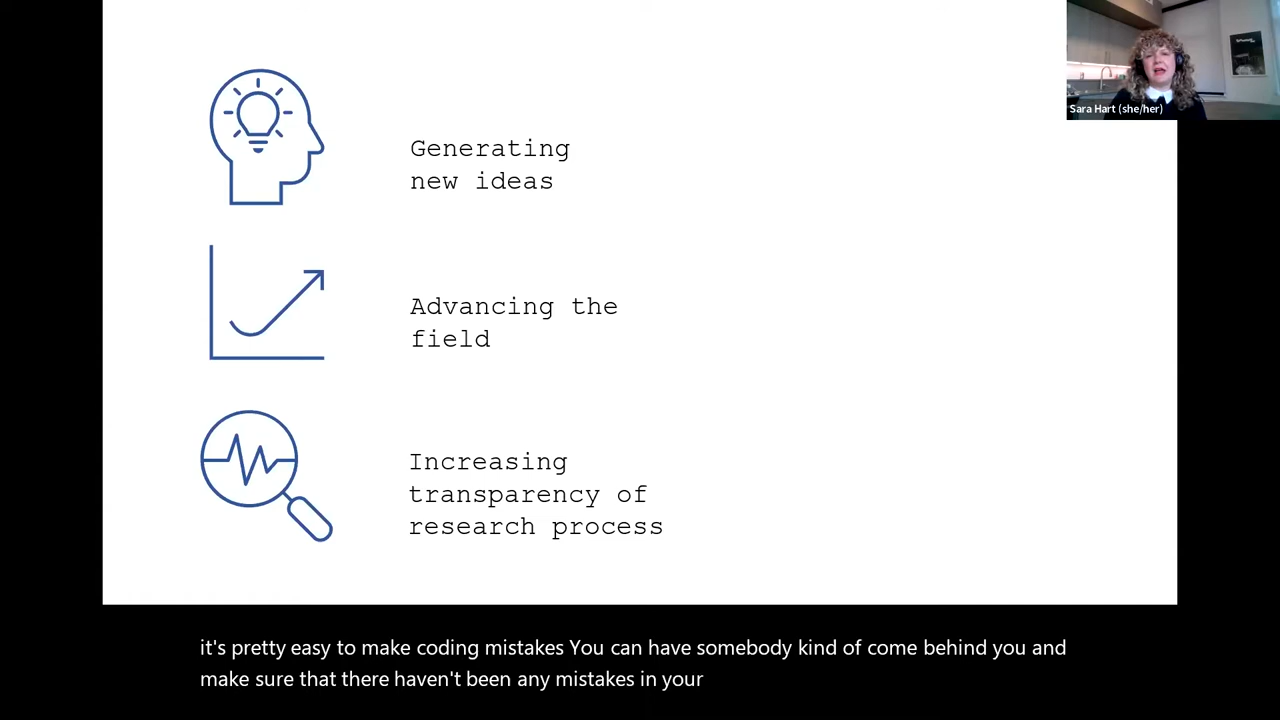 Sara Hart (she/her)
Generating
new ideas
Advancing the
field
Increasing
transparency of
research process
it's pretty easy to make coding mistakes You can have somebody kind of come behind you and
make sure that there haven't been any mistakes in your